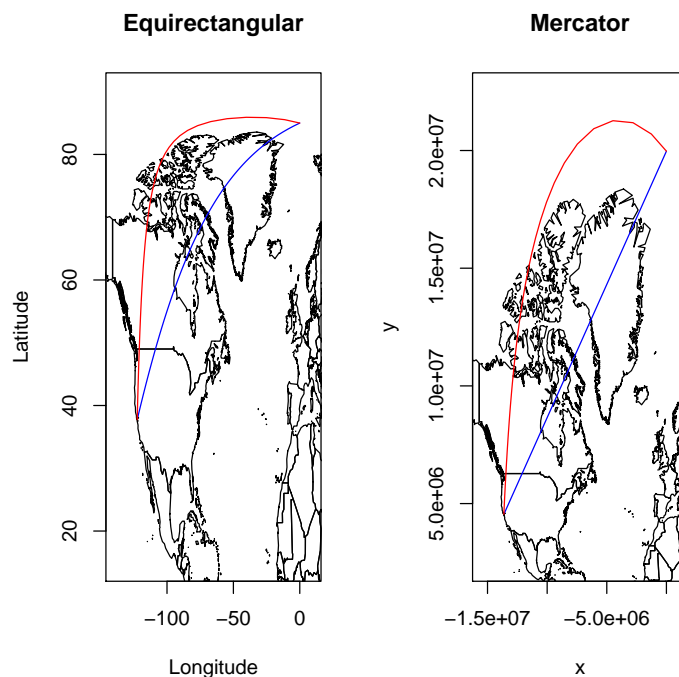 Equirectangular
Latitude
80
60
40
20
−100
−50
0
Longitude
Mercator
y
2.0e+07
1.5e+07
1.0e+07
5.0e+06
−1.5e+07
−5.0e+06
x